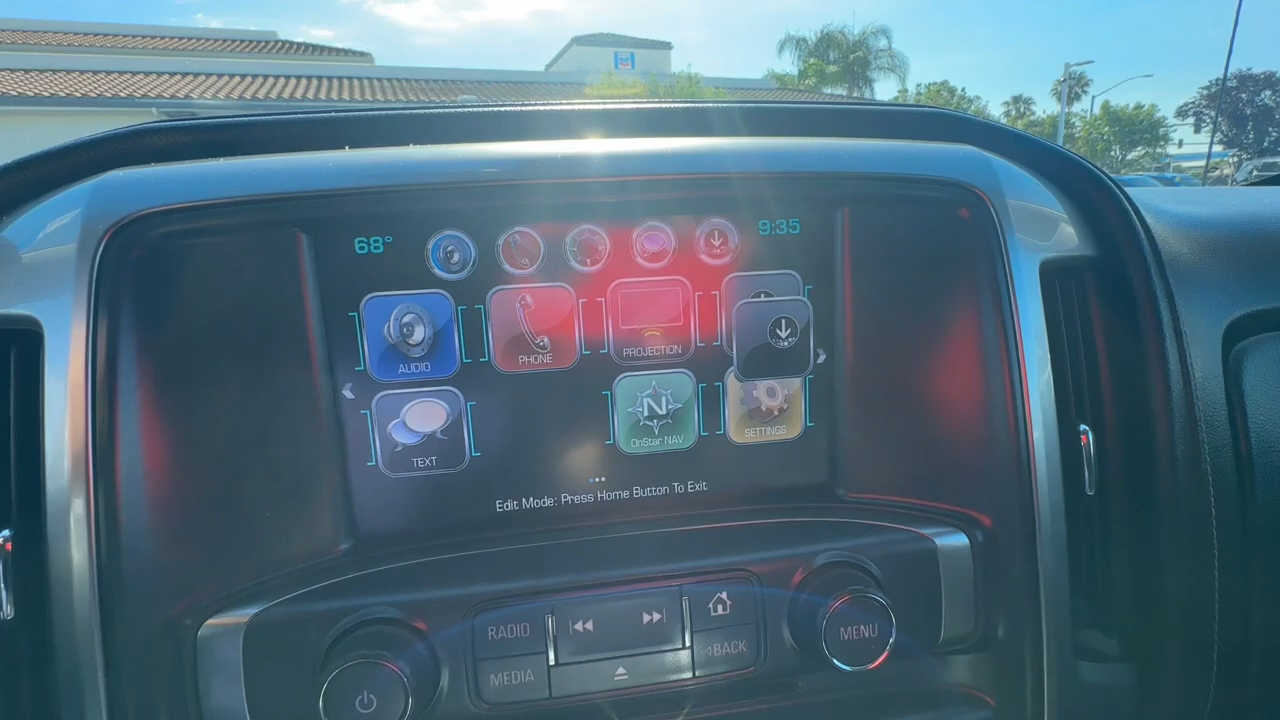 68°
9:35
AUDIO
PHONE
PROJECTION
TEXT
N
OnStar NAV
SETTINGS
Edit Mode: Press Home Button To Exit
RADIO
MEDIA
BACK
MENU